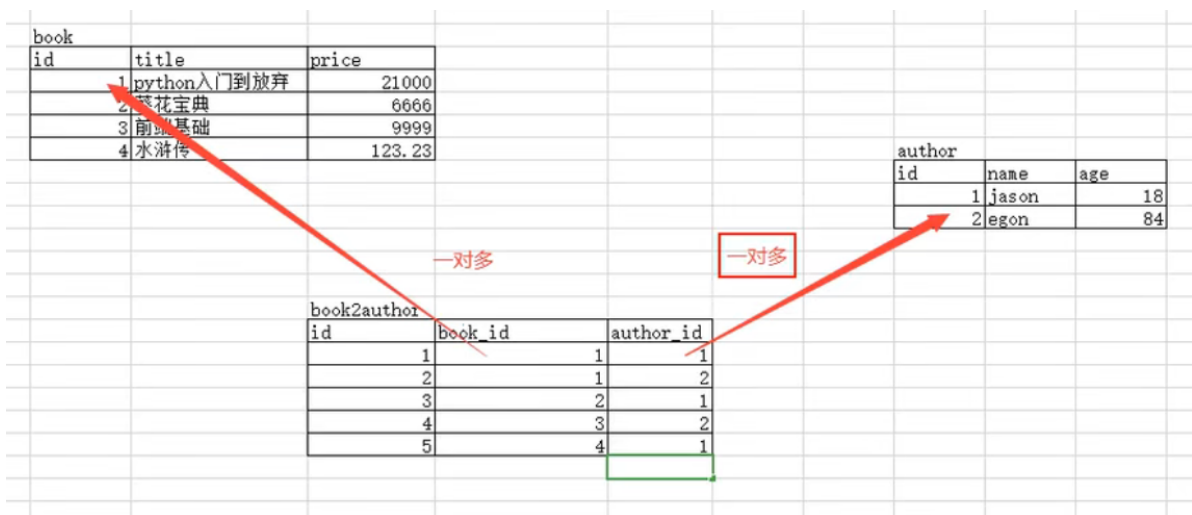 book
id title price
1 python入门到放弃 21000
2 葵花宝典 6666
3 前端基础 9999
4 水浒传 123.23
author
id name age
1 jason 18
2 egon 84
一对多
一对多
book2author
id book_id author_id
1 1 1
2 1 2
3 2 1
4 3 2
5 4 1